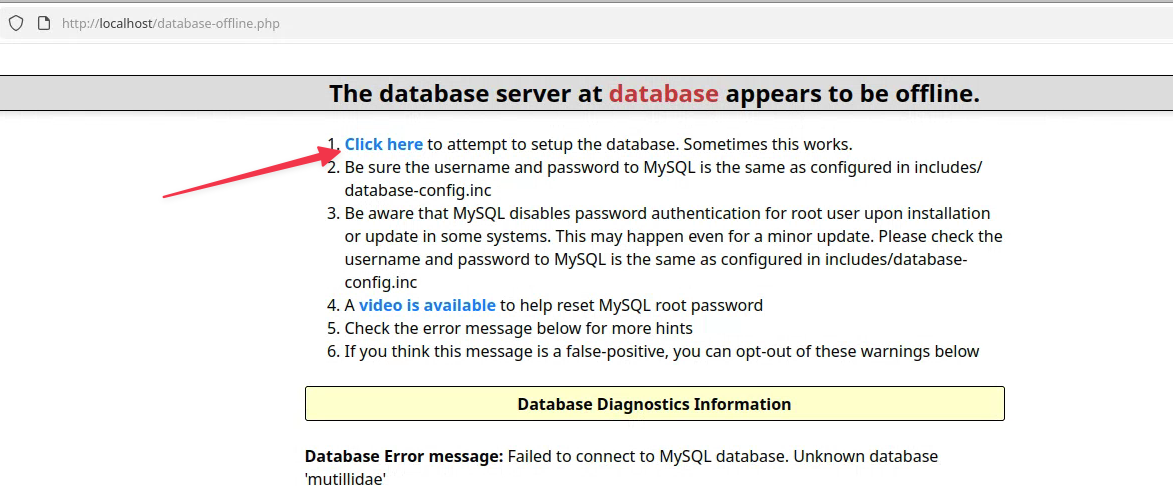 http://localhost/database-offline.php
The database server at database appears to be offline.
1. Click here to attempt to setup the database. Sometimes this works.
2. Be sure the username and password to MySQL is the same as configured in includes/
database-config.inc
3. Be aware that MySQL disables password authentication for root user upon installation
or update in some systems. This may happen even for a minor update. Please check the
username and password to MySQL is the same as configured in includes/database-
config.inc
4. A video is available to help reset MySQL root password
5. Check the error message below for more hints
6. If you think this message is a false-positive, you can opt-out of these warnings below
Database Diagnostics Information
Database Error message: Failed to connect to MySQL database. Unknown database
'mutillidae'